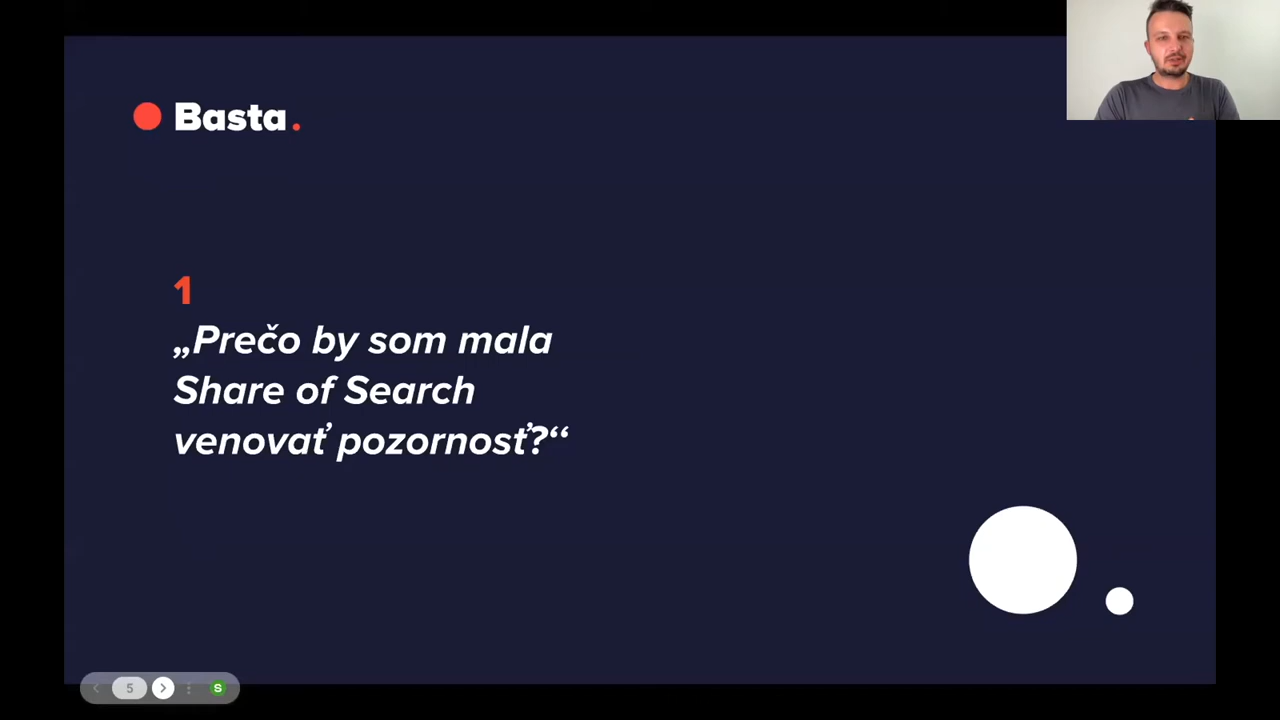 Basta.
1
„Prečo by som mala
Share of Search
venovať pozornosť?“
5
S